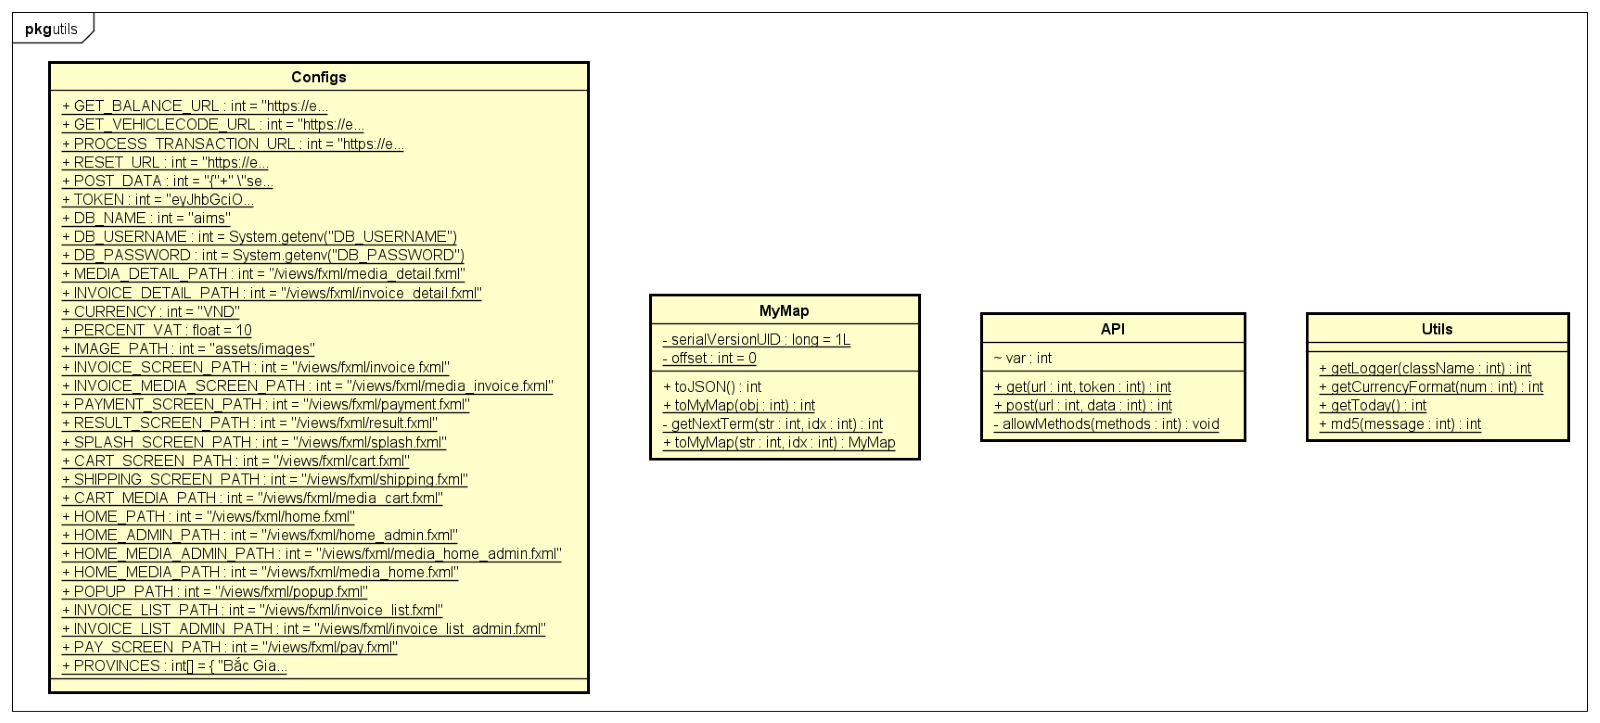 pkg utils
Configs
+ GET_BALANCE_URL : int = "https://e...
+ GET_VEHICLECODE_URL : int = "https://e...
+ PROCESS_TRANSACTION_URL : int = "https://e...
+ RESET_URL : int = "https://e...
+ POST_DATA : int = "{"+" \"se...
+ TOKEN : int = "eyJhbGciO...
+ DB_NAME : int = "aims"
+ DB_USERNAME : int = System.getenv("DB_USERNAME")
+ DB_PASSWORD : int = System.getenv("DB_PASSWORD")
+ MEDIA_DETAIL_PATH : int = "/views/fxml/media_detail.fxml"
+ INVOICE_DETAIL_PATH : int = "/views/fxml/invoice_detail.fxml"
+ CURRENCY : int = "VND"
+ PERCENT_VAT : float = 10
+ IMAGE_PATH : int = "assets/images"
+ INVOICE_SCREEN_PATH : int = "/views/fxml/invoice.fxml"
+ INVOICE_MEDIA_SCREEN_PATH : int = "/views/fxml/media_invoice.fxml"
+ PAYMENT_SCREEN_PATH : int = "/views/fxml/payment.fxml"
+ RESULT_SCREEN_PATH : int = "/views/fxml/result.fxml"
+ SPLASH_SCREEN_PATH : int = "/views/fxml/splash.fxml"
+ CART_SCREEN_PATH : int = "/views/fxml/cart.fxml"
+ SHIPPING_SCREEN_PATH : int = "/views/fxml/shipping.fxml"
+ CART_MEDIA_PATH : int = "/views/fxml/media_cart.fxml"
+ HOME_PATH : int = "/views/fxml/home.fxml"
+ HOME_ADMIN_PATH : int = "/views/fxml/home_admin.fxml"
+ HOME_MEDIA_ADMIN_PATH : int = "/views/fxml/media_home_admin.fxml"
+ HOME_MEDIA_PATH : int = "/views/fxml/media_home.fxml"
+ POPUP_PATH : int = "/views/fxml/popup.fxml"
+ INVOICE_LIST_PATH : int = "/views/fxml/invoice_list.fxml"
+ INVOICE_LIST_ADMIN_PATH : int = "/views/fxml/invoice_list_admin.fxml"
+ PAY_SCREEN_PATH : int = "/views/fxml/pay.fxml"
+ PROVINCES : int[] = { "Bắc Gia...
MyMap
- serialVersionUID : long = 1L
- offset : int = 0
+ toJSON() : int
+ toMyMap(obj : int) : int
- getNextTerm(str : int, idx : int) : int
+ toMyMap(str : int, idx : int) : MyMap
API
~ var : int
+ get(url : int, token : int) : int
+ post(url : int, data : int) : int
- allowMethods(methods : int) : void
Utils
+ getLogger(className : int) : int
+ getCurrencyFormat(num : int) : int
+ getToday() : int
+ md5(message : int) : int